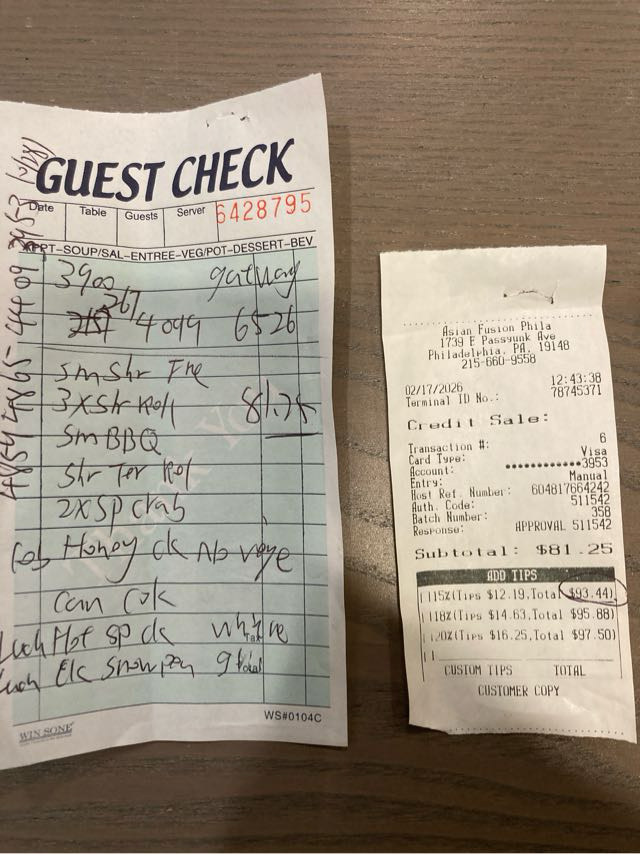 GUEST CHECK
Date Table Guests Server 6428795
APPT-SOUP/SAL-ENTREE-VEG/POT-DESSERT-BEV
3900
267 4099 6526
sm shr Fre
3x shr Roll 81.25
sm BBQ
Shr Ter Rol
2x SP crab
Honey ck No
Can Cok
Hot sp ck
Tax
Ck snow pea
Total
WS#0104C
WIN SONE
Asian Fusion Phila
1739 E Passyunk Ave
Philadelphia, PA, 19148
215-660-9558
02/17/2026 12:43:38
Terminal ID No.: 78745371
Credit Sale:
Transaction #: 6
Card Type: Visa
Account: ••••••••••••3953
Entry: Manual
Host Ref. Number: 604817664242
Auth. Code: 511542
Batch Number: 358
Response: APPROVAL 511542
Subtotal: $81.25
ADD TIPS
[ ]15%(Tips $12.19,Total $93.44)
[ ]18%(Tips $14.63,Total $95.88)
[ ]20%(Tips $16.25,Total $97.50)
[ ]
CUSTOM TIPS TOTAL
CUSTOMER COPY